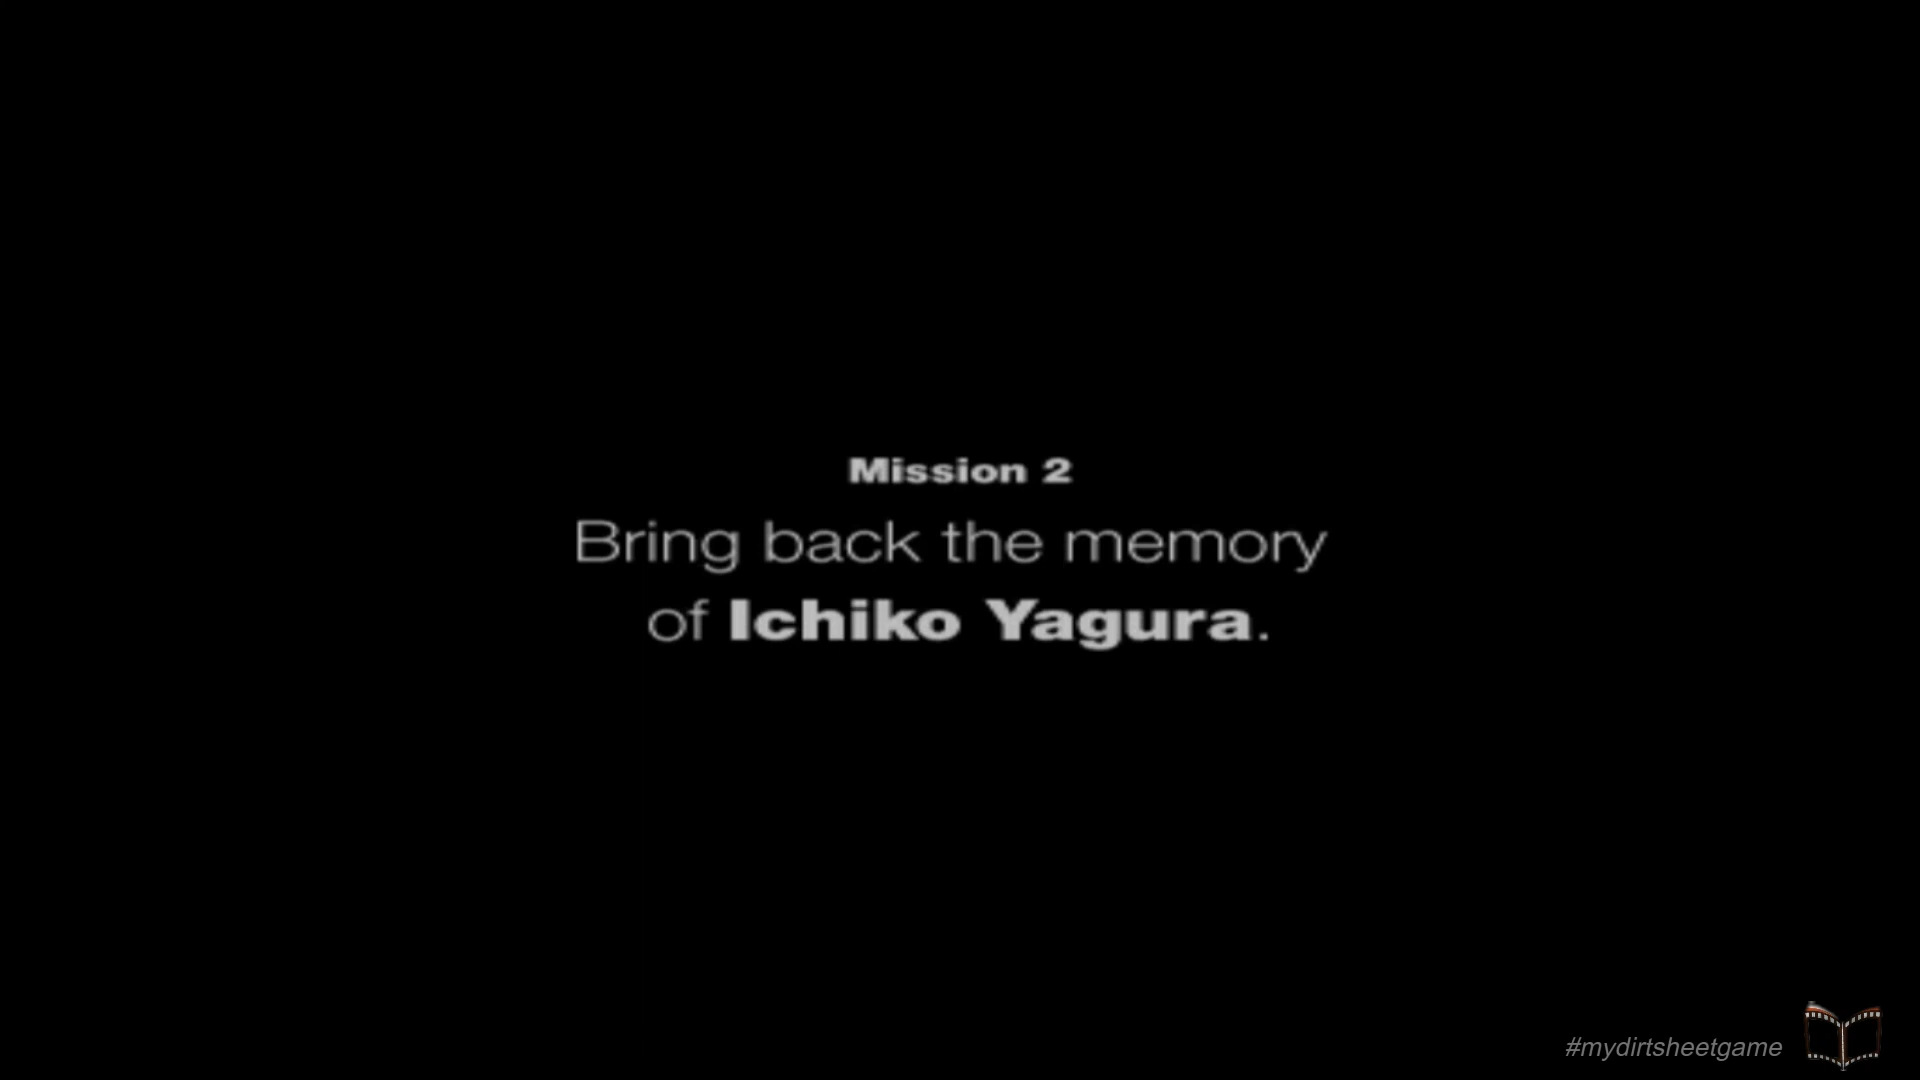 Mission 2
Bring back the memory
of Ichiko Yagura.
#mydirtsheetgame